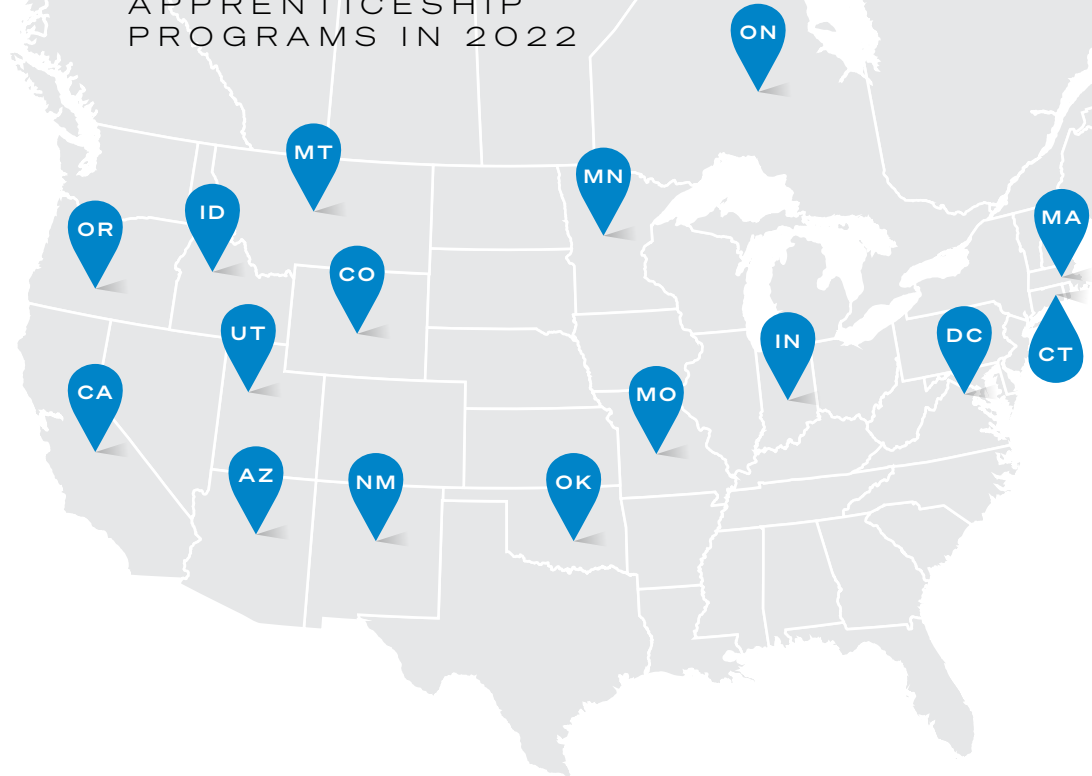 APPRENTICESHIP
PROGRAMS IN 2022
ON
MT
MN
ID
MA
OR
CO
UT
DC
IN
CT
CA
MO
AZ
NM
OK